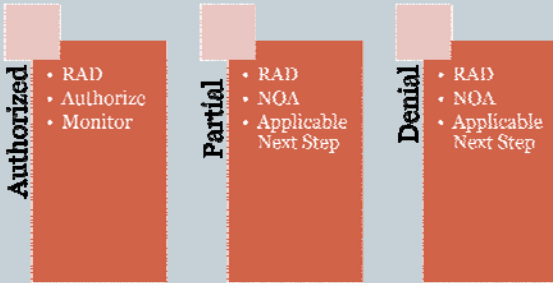 Authorized
• RAD
• Authorize
• Monitor
Partial
• RAD
• NOA
• Applicable
Next Step
Denial
• RAD
• NOA
• Applicable
Next Step